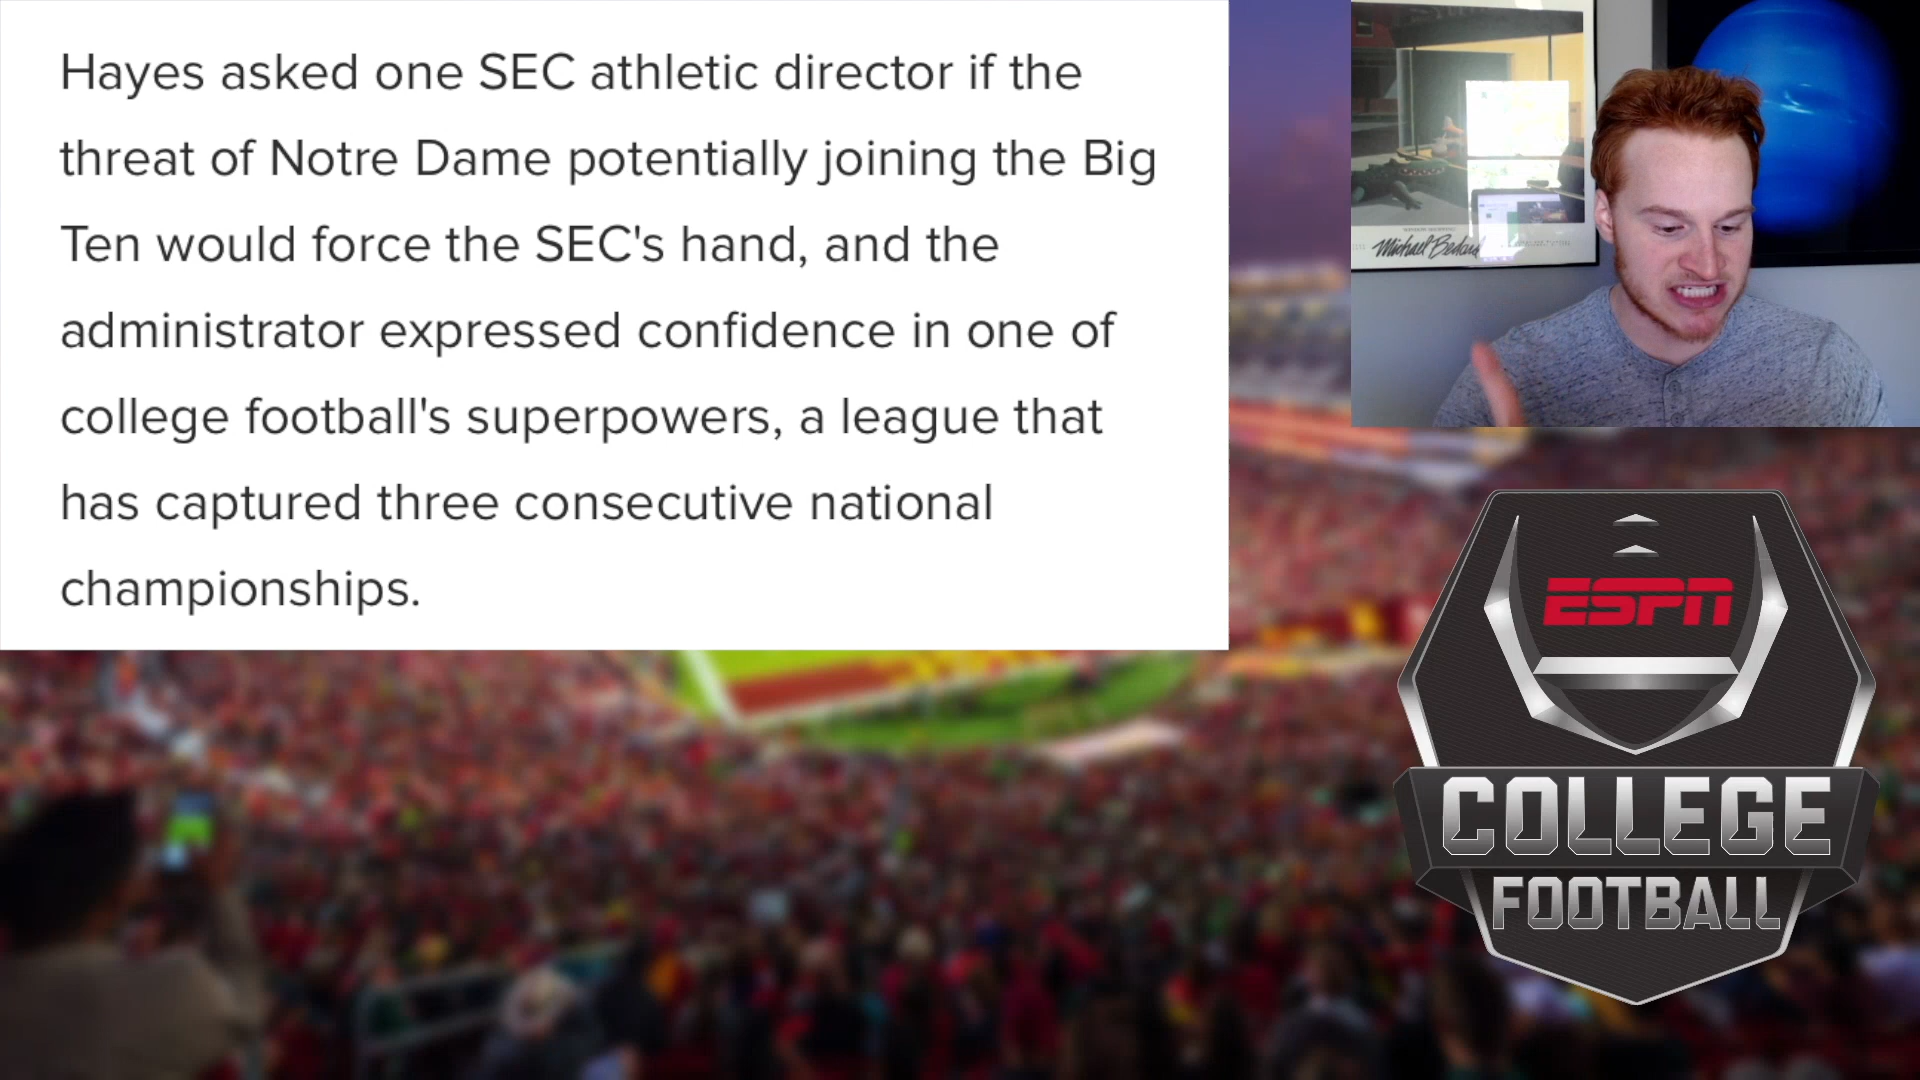 Hayes asked one SEC athletic director if the
threat of Notre Dame potentially joining the Big
Ten would force the SEC's hand, and the
administrator expressed confidence in one of
college football's superpowers, a league that
has captured three consecutive national
championships.
Michael Bedard
ESPN
COLLEGE
FOOTBALL